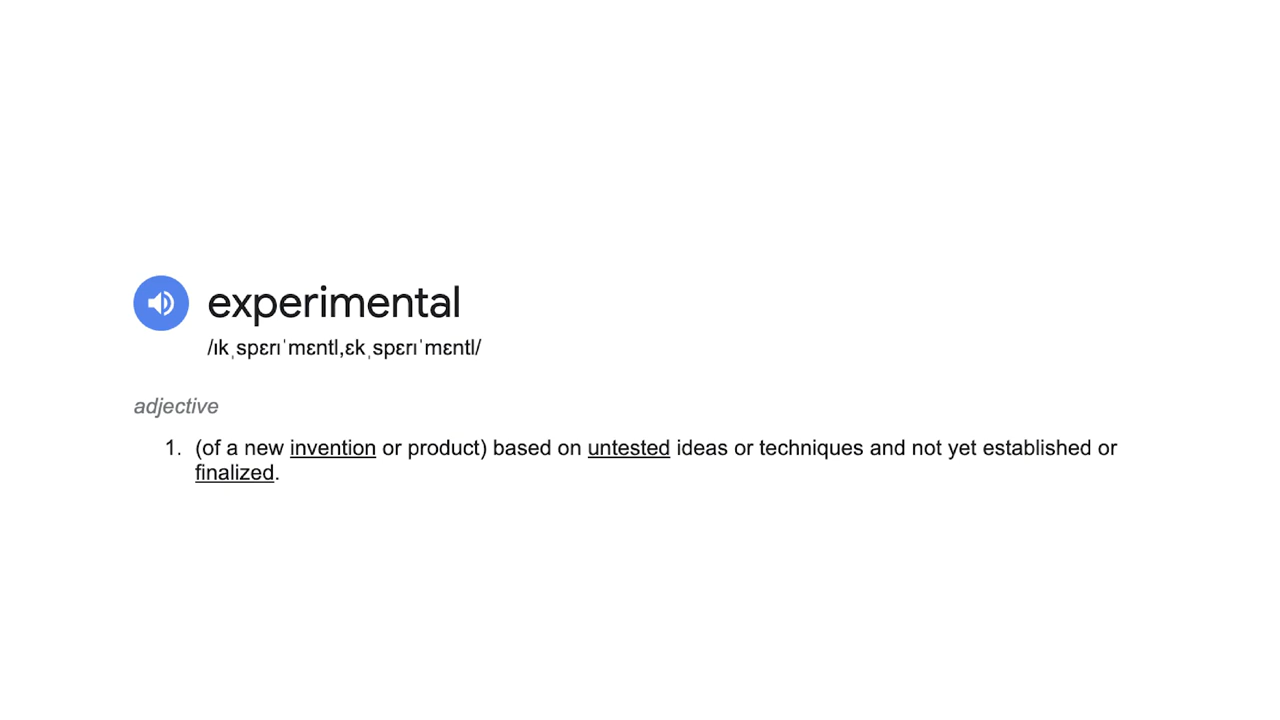 experimental
/ɪkˌspɛrɪˈmɛntl,ɛkˌspɛrɪˈmɛntl/
adjective
1. (of a new invention or product) based on untested ideas or techniques and not yet established or
finalized.